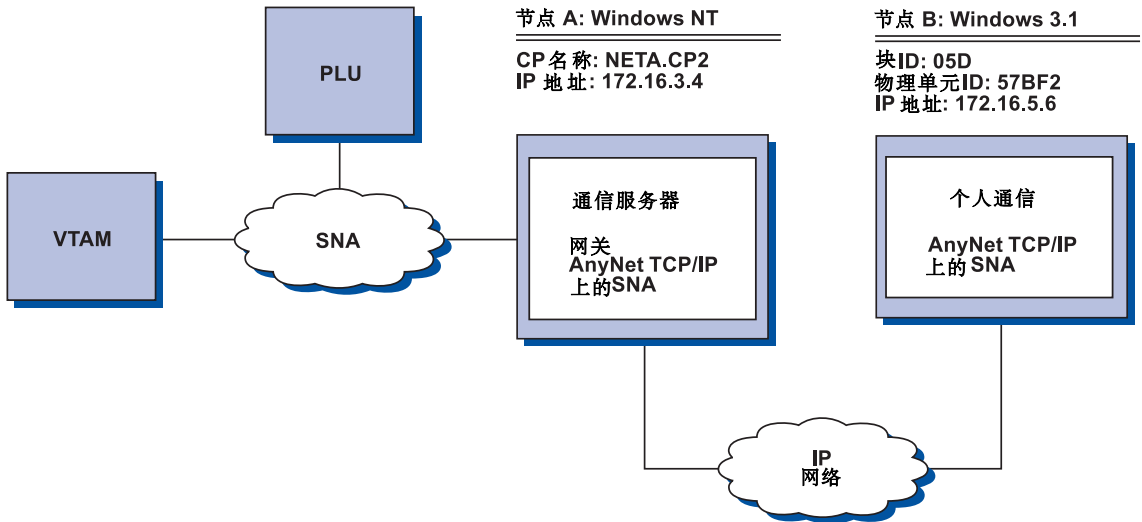 节点 A: Windows NT
CP名称: NETA.CP2
IP 地址: 172.16.3.4
节点 B: Windows 3.1
块ID: 05D
物理单元ID: 57BF2
IP 地址: 172.16.5.6
PLU
VTAM
SNA
通信服务器
网关
AnyNet TCP/IP
上的SNA
个人通信
AnyNet TCP/IP
上的 SNA
IP
网络